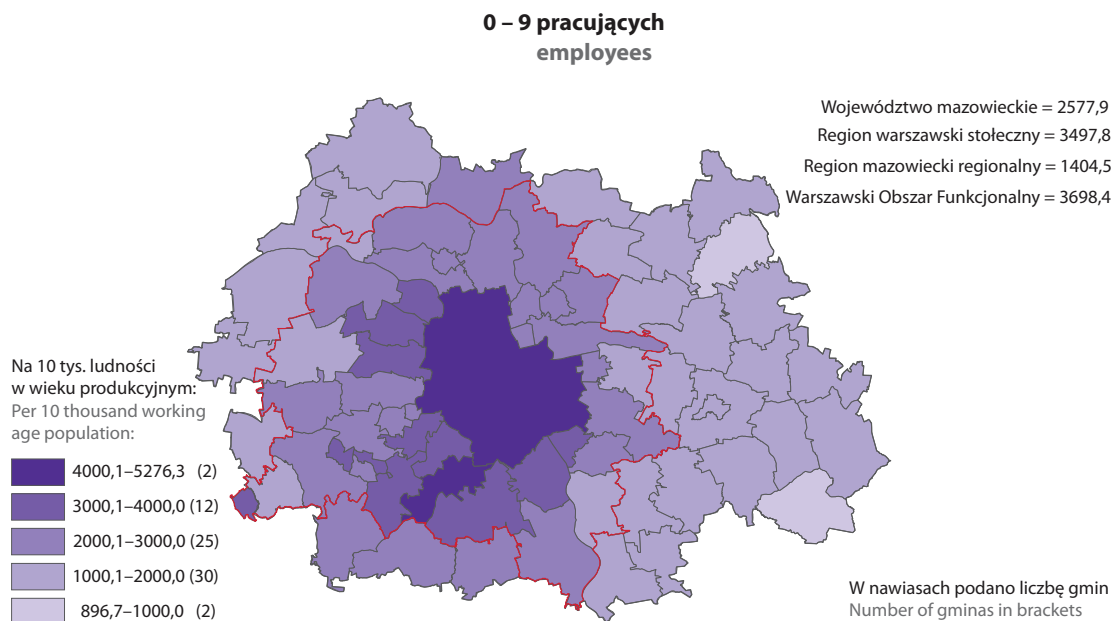 0 – 9 pracujących
employees
Województwo mazowieckie = 2577,9
Region warszawski stołeczny = 3497,8
Region mazowiecki regionalny = 1404,5
Warszawski Obszar Funkcjonalny = 3698,4
Na 10 tys. ludności
w wieku produkcyjnym:
Per 10 thousand working
age population:
4000,1–5276,3 (2)
3000,1–4000,0 (12)
2000,1–3000,0 (25)
1000,1–2000,0 (30)
896,7–1000,0 (2)
W nawiasach podano liczbę gmin
Number of gminas in brackets